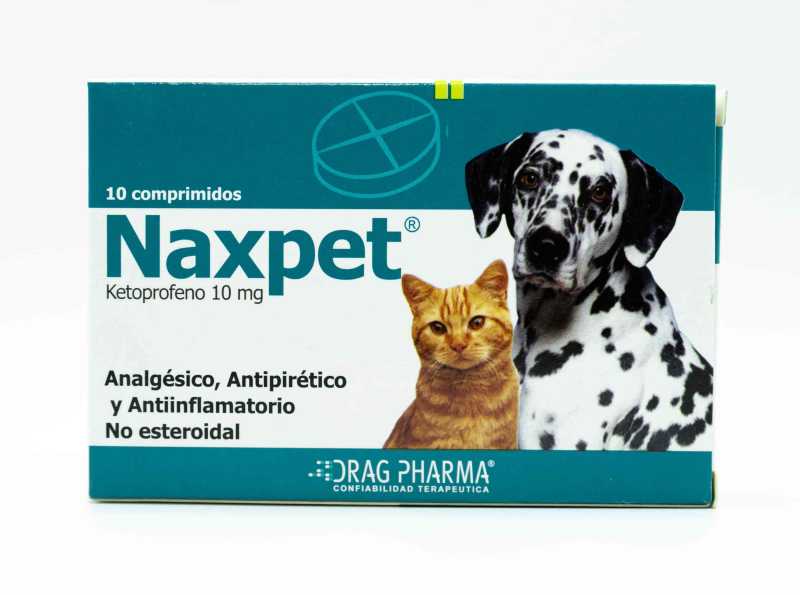 10 comprimidos
Naxpet®
Ketoprofeno 10 mg
Analgésico, Antipirético
y Antiinflamatorio
No esteroidal
DRAG PHARMA®
CONFIABILIDAD TERAPEUTICA